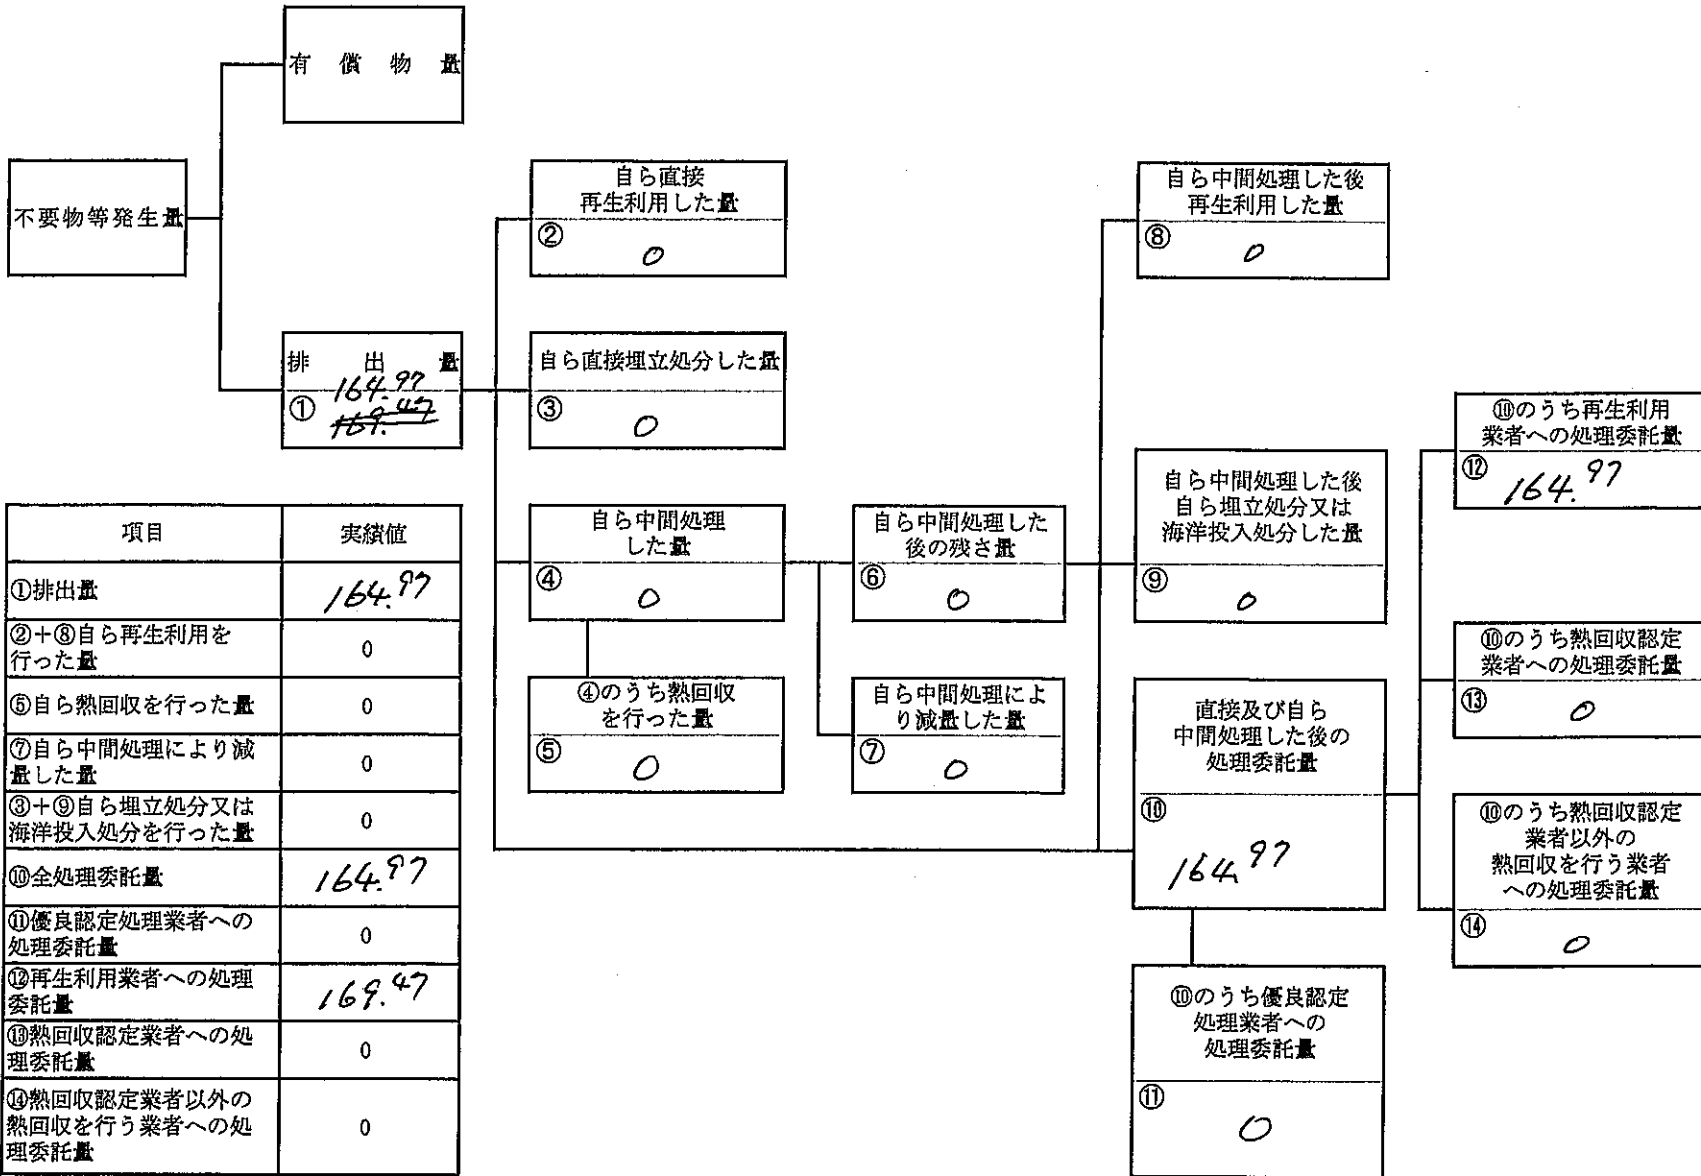 有償物量
不要物等発生量
自ら直接
再生利用した量
②
0
自ら中間処理した後
再生利用した量
⑧
0
排出量
164.97
①
169.47
自ら直接埋立処分した量
③
0
⑩のうち再生利用
業者への処理委託量
⑫
164.97
自ら中間処理
した量
④
0
自ら中間処理した
後の残さ量
⑥
0
自ら中間処理した後
自ら埋立処分又は
海洋投入処分した量
⑨
0
⑩のうち熱回収認定
業者への処理委託量
⑬
0
④のうち熱回収
を行った量
⑤
0
自ら中間処理によ
り減量した量
⑦
0
直接及び自ら
中間処理した後の
処理委託量
⑩
164.97
⑩のうち熱回収認定
業者以外の
熱回収を行う業者
への処理委託量
⑭
0
⑩のうち優良認定
処理業者への
処理委託量
⑪
0
項目 実績値
①排出量 164.97
②+⑧自ら再生利用を
行った量 0
⑤自ら熱回収を行った量 0
⑦自ら中間処理により減
量した量 0
③+⑨自ら埋立処分又は
海洋投入処分を行った量 0
⑩全処理委託量 164.97
⑪優良認定処理業者への
処理委託量 0
⑫再生利用業者への処理
委託量 169.47
⑬熱回収認定業者への処
理委託量 0
⑭熱回収認定業者以外の
熱回収を行う業者への処
理委託量 0